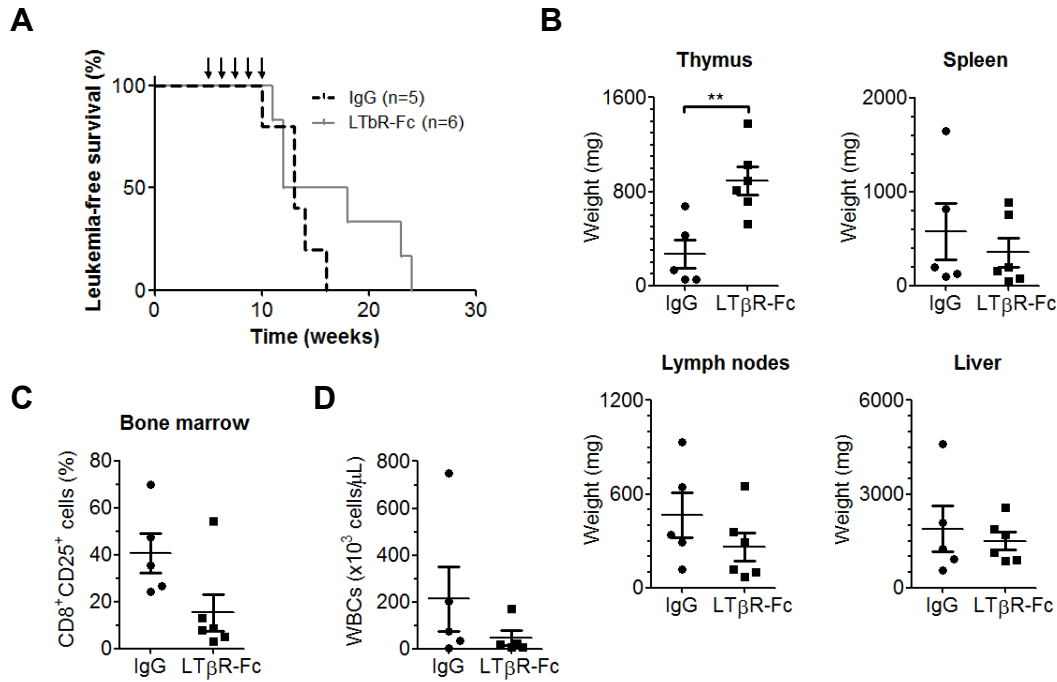 A
Leukemia-free survival (%)
100
50
0
0
10
20
30
Time (weeks)
IgG (n=5)
LTbR-Fc (n=6)
B
Thymus
Weight (mg)
1600
800
0
**
IgG
LTβR-Fc
Spleen
Weight (mg)
2000
1000
0
IgG
LTβR-Fc
Lymph nodes
Weight (mg)
1200
600
0
IgG
LTβR-Fc
Liver
Weight (mg)
6000
3000
0
IgG
LTβR-Fc
C
Bone marrow
CD8⁺CD25⁺ cells (%)
80
60
40
20
0
IgG
LTβR-Fc
D
WBCs (x10³ cells/μL)
800
600
400
200
0
IgG
LTβR-Fc